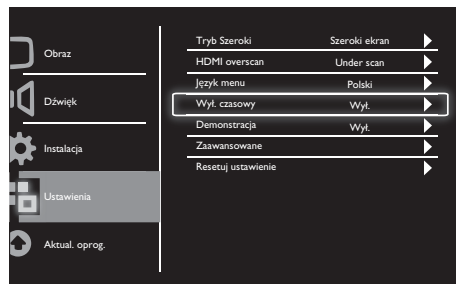 Obraz
Dźwięk
Instalacja
Ustawienia
Aktual. oprog.
Tryb Szeroki Szeroki ekran
HDMI overscan Under scan
Język menu Polski
Wył. czasowy Wył.
Demonstracja Wył.
Zaawansowane
Resetuj ustawienie